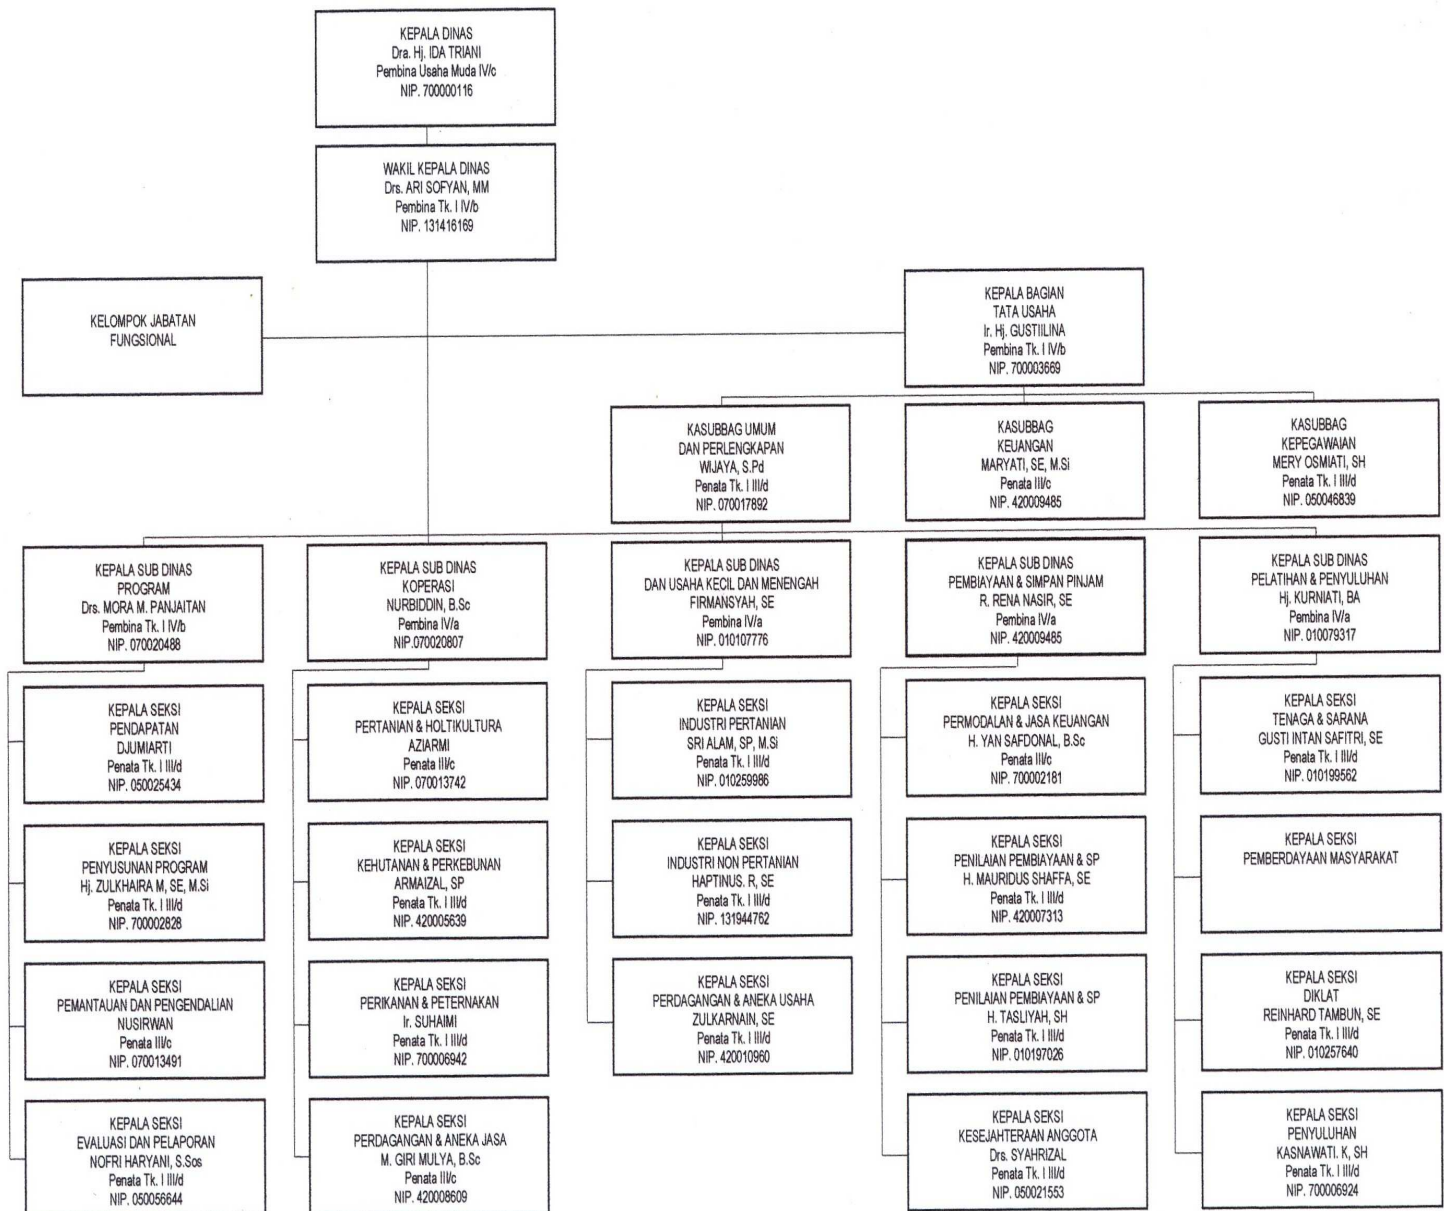 KEPALA DINAS
Dra. Hj. IDA TRIANI
Pembina Usaha Muda IV/c
NIP. 700000116
WAKIL KEPALA DINAS
Drs. ARI SOFYAN, MM
Pembina Tk. I IV/b
NIP. 131416169
KELOMPOK JABATAN
FUNGSIONAL
KEPALA BAGIAN
TATA USAHA
Ir. Hj. GUSTIILINA
Pembina Tk. I IV/b
NIP. 700003669
KASUBBAG UMUM
DAN PERLENGKAPAN
WIJAYA, S.Pd
Penata Tk. I III/d
NIP. 070017892
KASUBBAG
KEUANGAN
MARYATI, SE, M.Si
Penata III/c
NIP. 420009485
KASUBBAG
KEPEGAWAIAN
MERY OSMIATI, SH
Penata Tk. I III/d
NIP. 050046839
KEPALA SUB DINAS
PROGRAM
Drs. MORA M. PANJAITAN
Pembina Tk. I IV/b
NIP. 070020488
KEPALA SUB DINAS
KOPERASI
NURBIDDIN, B.Sc
Pembina IV/a
NIP.070020807
KEPALA SUB DINAS
DAN USAHA KECIL DAN MENENGAH
FIRMANSYAH, SE
Pembina IV/a
NIP. 010107776
KEPALA SUB DINAS
PEMBIAYAAN & SIMPAN PINJAM
R. RENA NASIR, SE
Pembina IV/a
NIP. 420009485
KEPALA SUB DINAS
PELATIHAN & PENYULUHAN
Hj. KURNIATI, BA
Pembina IV/a
NIP. 010079317
KEPALA SEKSI
PENDAPATAN
DJUMIARTI
Penata Tk. I III/d
NIP. 050025434
KEPALA SEKSI
PERTANIAN & HOLTIKULTURA
AZIARMI
Penata III/c
NIP. 070013742
KEPALA SEKSI
INDUSTRI PERTANIAN
SRI ALAM, SP, M.Si
Penata Tk. I III/d
NIP. 010259986
KEPALA SEKSI
PERMODALAN & JASA KEUANGAN
H. YAN SAFDONAL, B.Sc
Penata III/c
NIP. 700002181
KEPALA SEKSI
TENAGA & SARANA
GUSTI INTAN SAFITRI, SE
Penata Tk. I III/d
NIP. 010199562
KEPALA SEKSI
PENYUSUNAN PROGRAM
Hj. ZULKHAIRA M, SE, M.Si
Penata Tk. I III/d
NIP. 700002828
KEPALA SEKSI
KEHUTANAN & PERKEBUNAN
ARMAIZAL, SP
Penata Tk. I III/d
NIP. 420005639
KEPALA SEKSI
INDUSTRI NON PERTANIAN
HAPTINUS. R, SE
Penata Tk. I III/d
NIP. 131944762
KEPALA SEKSI
PENILAIAN PEMBIAYAAN & SP
H. MAURIDUS SHAFFA, SE
Penata Tk. I III/d
NIP. 420007313
KEPALA SEKSI
PEMBERDAYAAN MASYARAKAT
KEPALA SEKSI
PEMANTAUAN DAN PENGENDALIAN
NUSIRWAN
Penata III/c
NIP. 070013491
KEPALA SEKSI
PERIKANAN & PETERNAKAN
Ir. SUHAIMI
Penata Tk. I III/d
NIP. 700006942
KEPALA SEKSI
PERDAGANGAN & ANEKA USAHA
ZULKARNAIN, SE
Penata Tk. I III/d
NIP. 420010960
KEPALA SEKSI
PENILAIAN PEMBIAYAAN & SP
H. TASLIYAH, SH
Penata Tk. I III/d
NIP. 010197026
KEPALA SEKSI
DIKLAT
REINHARD TAMBUN, SE
Penata Tk. I III/d
NIP. 010257640
KEPALA SEKSI
EVALUASI DAN PELAPORAN
NOFRI HARYANI, S.Sos
Penata Tk. I III/d
NIP. 050056644
KEPALA SEKSI
PERDAGANGAN & ANEKA JASA
M. GIRI MULYA, B.Sc
Penata III/c
NIP. 420008609
KEPALA SEKSI
KESEJAHTERAAN ANGGOTA
Drs. SYAHRIZAL
Penata Tk. I III/d
NIP. 050021553
KEPALA SEKSI
PENYULUHAN
KASNAWATI. K, SH
Penata Tk. I III/d
NIP. 700006924